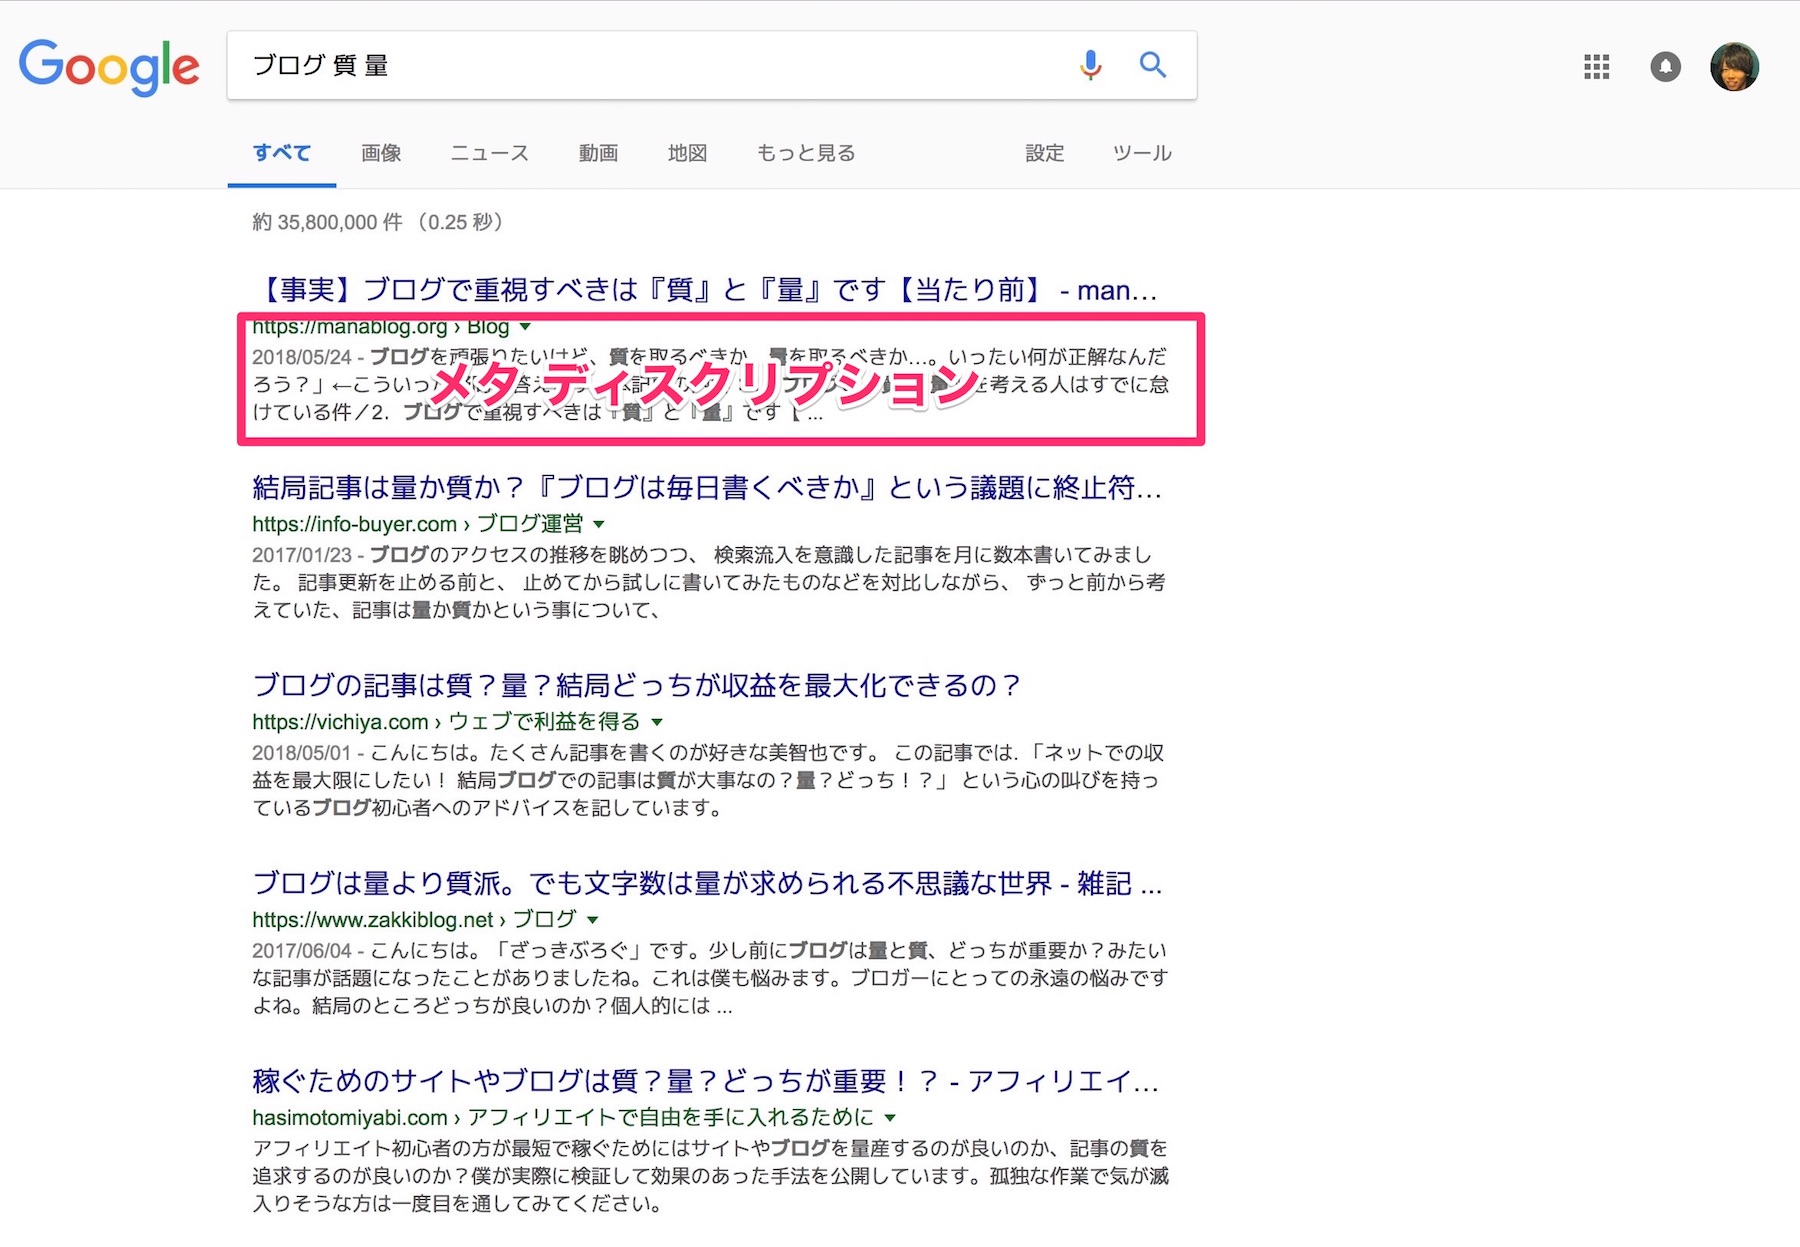 Google
ブログ 質 量
すべて 画像 ニュース 動画 地図 もっと見る 設定 ツール
約 35,800,000 件 （0.25 秒）
【事実】ブログで重視すべきは『質』と『量』です【当たり前】 - man...
https://manablog.org › Blog
2018/05/24 - ブログを頑張りたいけど、質を取るべきか、量を取るべきか…。いったい何が正解なんだ
ろう？」←こういった
メタ ディスクリプション
を考える人はすでに怠
けている件／2．ブログで重視すべきは『質』と『量』です【 ...
結局記事は量か質か？『ブログは毎日書くべきか』という議題に終止符...
https://info-buyer.com › ブログ運営
2017/01/23 - ブログのアクセスの推移を眺めつつ、 検索流入を意識した記事を月に数本書いてみまし
た。 記事更新を止める前と、 止めてから試しに書いてみたものなどを対比しながら、 ずっと前から考
えていた、記事は量か質かという事について、
ブログの記事は質？量？結局どっちが収益を最大化できるの？
https://vichiya.com › ウェブで利益を得る
2018/05/01 - こんにちは。たくさん記事を書くのが好きな美智也です。 この記事では.「ネットでの収
益を最大限にしたい！ 結局ブログでの記事は質が大事なの？量？どっち！？」 という心の叫びを持っ
ているブログ初心者へのアドバイスを記しています。
ブログは量より質派。でも文字数は量が求められる不思議な世界 - 雑記 ...
https://www.zakkiblog.net › ブログ
2017/06/04 - こんにちは。「ざっきぶろぐ」です。少し前にブログは量と質、どっちが重要か？みたい
な記事が話題になったことがありましたね。これは僕も悩みます。ブロガーにとっての永遠の悩みです
よね。結局のところどっちが良いのか？個人的には ...
稼ぐためのサイトやブログは質？量？どっちが重要！？ - アフィリエイ...
hasimotomiyabi.com › アフィリエイトで自由を手に入れるために
アフィリエイト初心者の方が最短で稼ぐためにはサイトやブログを量産するのが良いのか、記事の質を
追求するのが良いのか？僕が実際に検証して効果のあった手法を公開しています。孤独な作業で気が滅
入りそうな方は一度目を通してみてください。